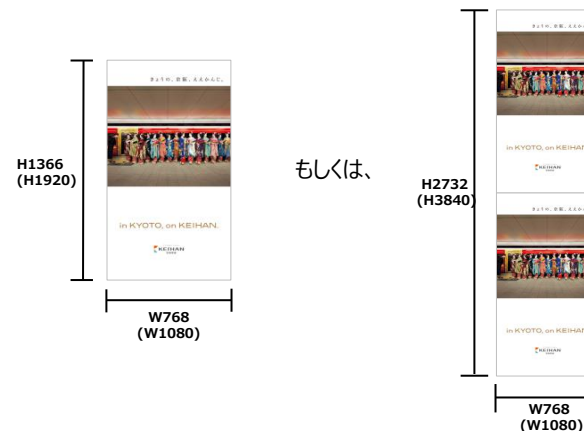 きょうの、京阪、ええかんじ。
in KYOTO, on KEIHAN.
KEIHAN
H1366
(H1920)
W768
(W1080)
もしくは、
H2732
(H3840)
in KYOTO, on KEIHAN
KEIHAN
in KYOTO, on KEIHAN
KEIHAN
W768
(W1080)